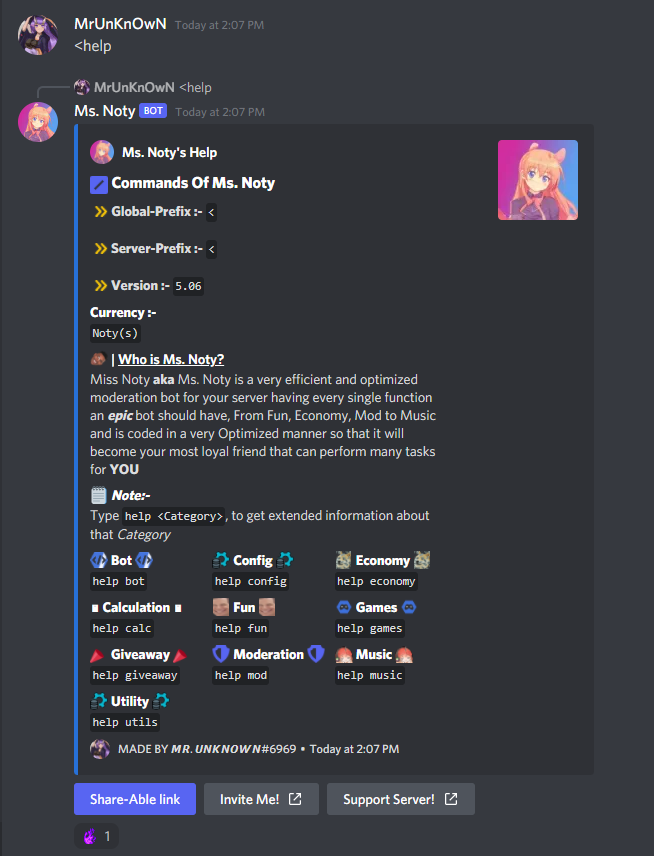 MrUnKnOwN Today at 2:07 PM
<help
MrUnKnOwN <help
Ms. Noty BOT Today at 2:07 PM
Ms. Noty's Help
Commands Of Ms. Noty
Global-Prefix :- <
Server-Prefix :- <
Version :- 5.06
Currency :-
Noty(s)
| Who is Ms. Noty?
Miss Noty aka Ms. Noty is a very efficient and optimized
moderation bot for your server having every single function
an epic bot should have, From Fun, Economy, Mod to Music
and is coded in a very Optimized manner so that it will
become your most loyal friend that can perform many tasks
for YOU
Note:-
Type help <Category>, to get extended information about
that Category
Bot Config Economy
help bot help config help economy
Calculation Fun Games
help calc help fun help games
Giveaway Moderation Music
help giveaway help mod help music
Utility
help utils
MADE BY 𝙈𝙍.𝙐𝙉𝙆𝙉𝙊𝙒𝙉#6969 • Today at 2:07 PM
Share-Able link Invite Me! Support Server!
1